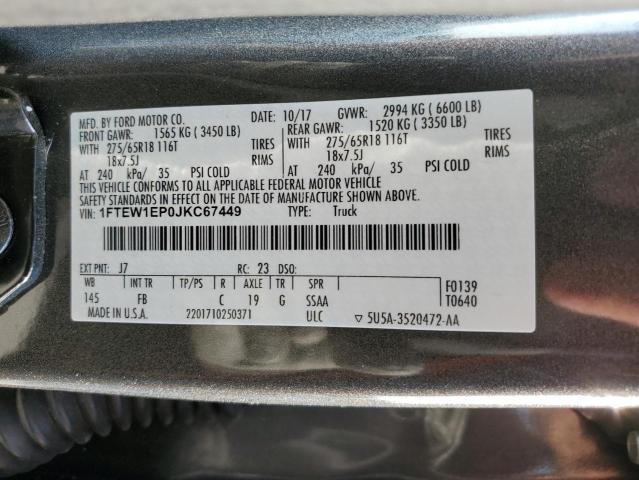 MFD. BY FORD MOTOR CO. DATE: 10/17 GVWR: 2994 KG ( 6600 LB)
FRONT GAWR: 1565 KG ( 3450 LB) REAR GAWR: 1520 KG ( 3350 LB)
WITH 275/65R18 116T TIRES WITH 275/65R18 116T TIRES
18x7.5J RIMS 18x7.5J RIMS
AT 240 kPa/ 35 PSI COLD AT 240 kPa/ 35 PSI COLD
THIS VEHICLE CONFORMS TO ALL APPLICABLE FEDERAL MOTOR VEHICLE
SAFETY STANDARDS IN EFFECT ON THE DATE OF MANUFACTURE SHOWN ABOVE.
VIN: 1FTEW1EP0JKC67449 TYPE: Truck
EXT PNT: J7 RC: 23 DSO:
WB INT TR TP/PS R AXLE TR SPR F0139
145 FB C 19 G SSAA T0640
MADE IN U.S.A. 2201710250371 ULC ▽ 5U5A-3520472-AA